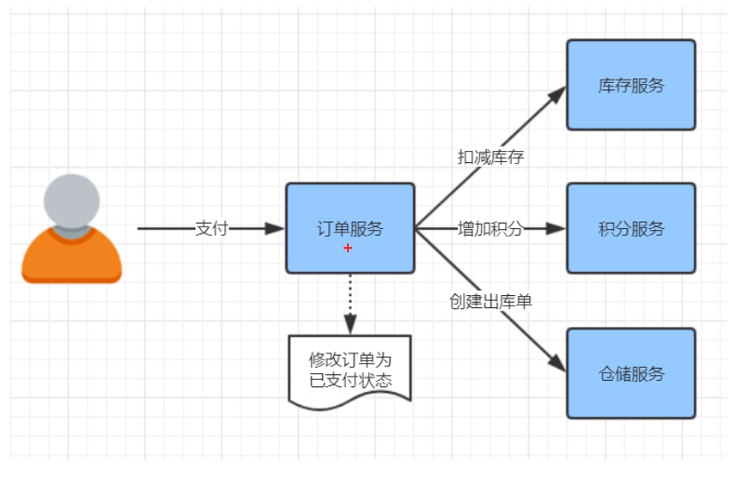 库存服务
扣减库存
支付
订单服务
增加积分
积分服务
创建出库单
修改订单为
已支付状态
仓储服务